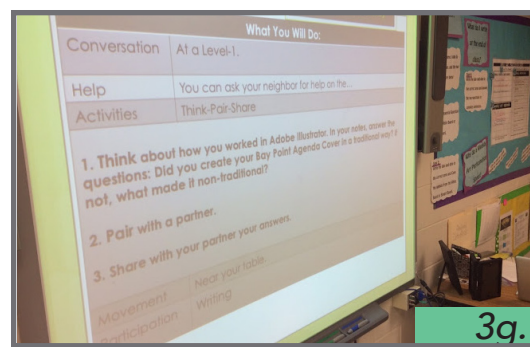 What You Will Do:
Conversation At a Level-1.
Help You can ask your neighbor for help on the...
Activities Think-Pair-Share
1. Think about how you worked in Adobe Illustrator. In your notes, answer the
questions: Did you create your Bay Point Agenda Cover in a traditional way? If
not, what made it non-traditional?
2. Pair with a partner.
3. Share with your partner your answers.
Movement Near your table.
Participation Writing
3g.